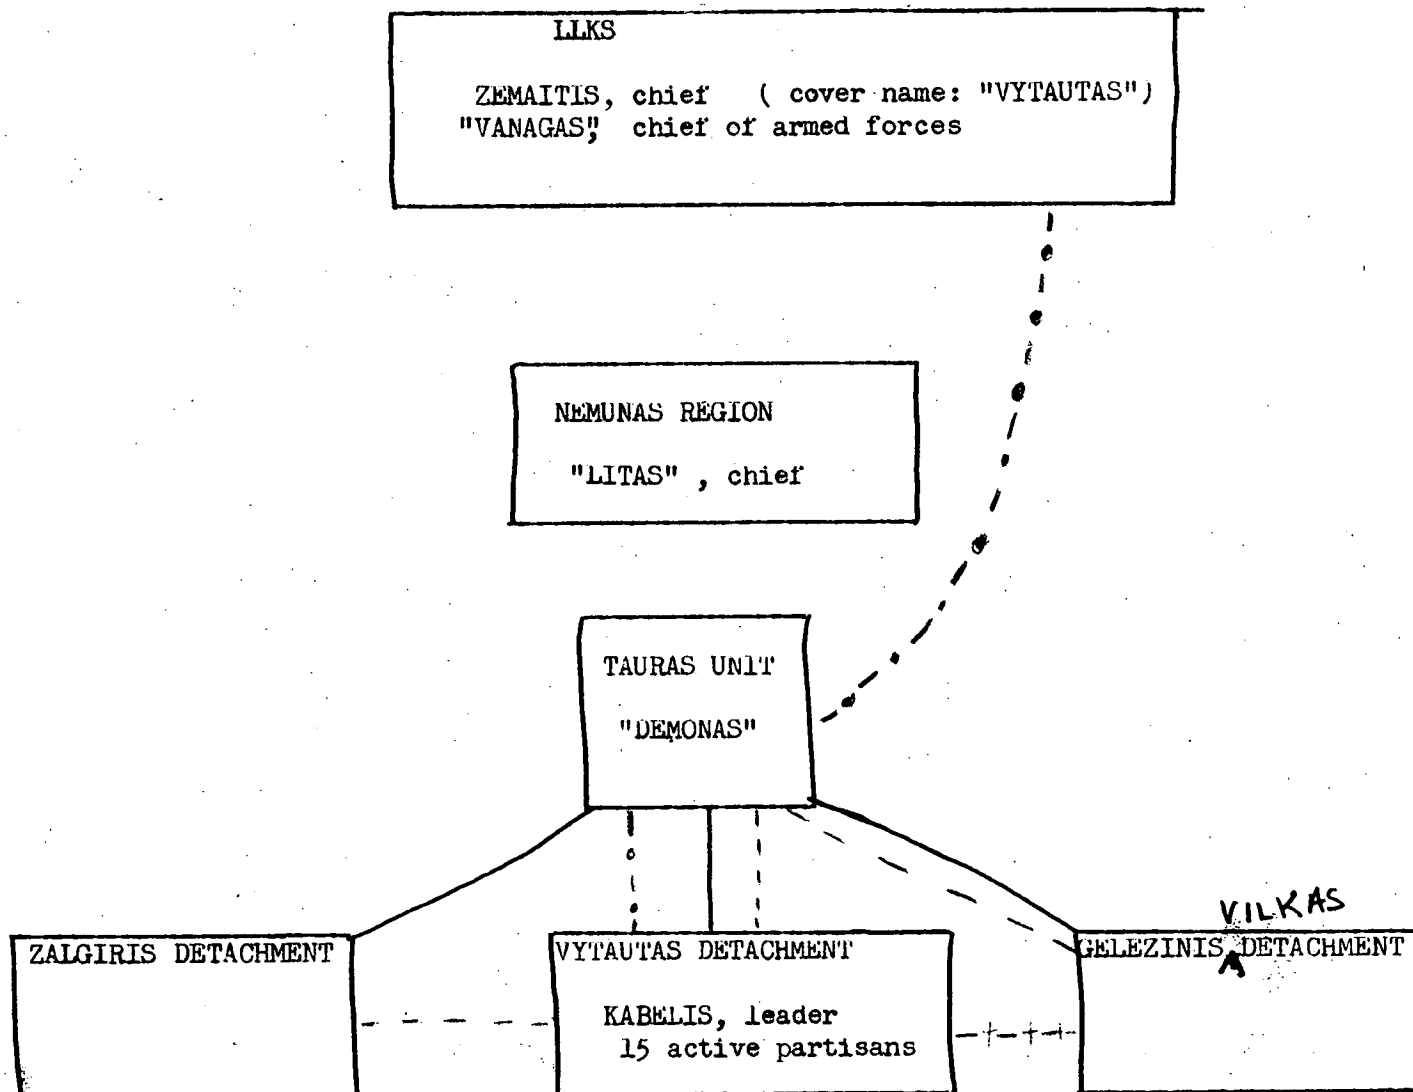 LLKS
ZEMAITIS, chief ( cover name: "VYTAUTAS")
"VANAGAS", chief of armed forces
NEMUNAS REGION
"LITAS" , chief
TAURAS UNIT
"DEMONAS"
VILKAS
ZALGIRIS DETACHMENT
VYTAUTAS DETACHMENT
GELEZINIS DETACHMENT
KABELIS, leader
15 active partisans